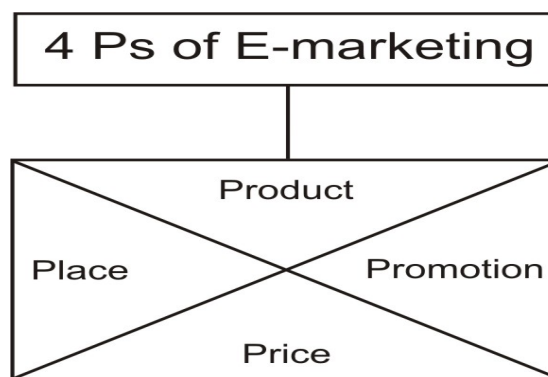 4 Ps of E-marketing
Product
Place
Promotion
Price